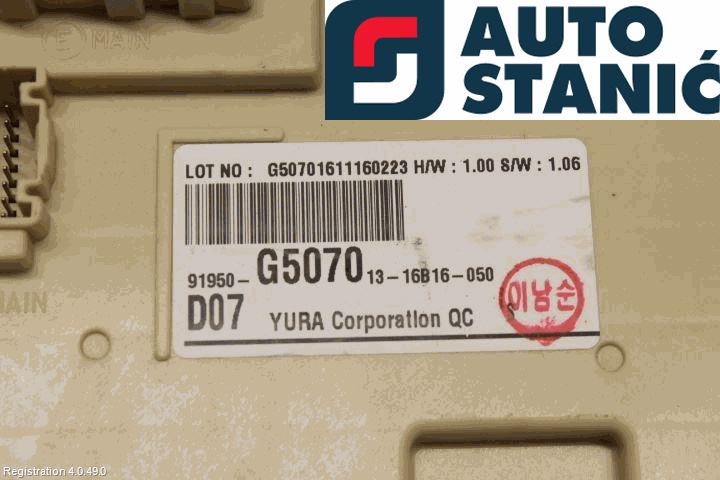 MAIN
AUTO
STANIĆ
LOT NO : G50701611160223 H/W : 1.00 S/W : 1.06
91950-G5070 13-16B16-050
D07 YURA Corporation QC
이남순
MAIN
Registration 4.0.49.0